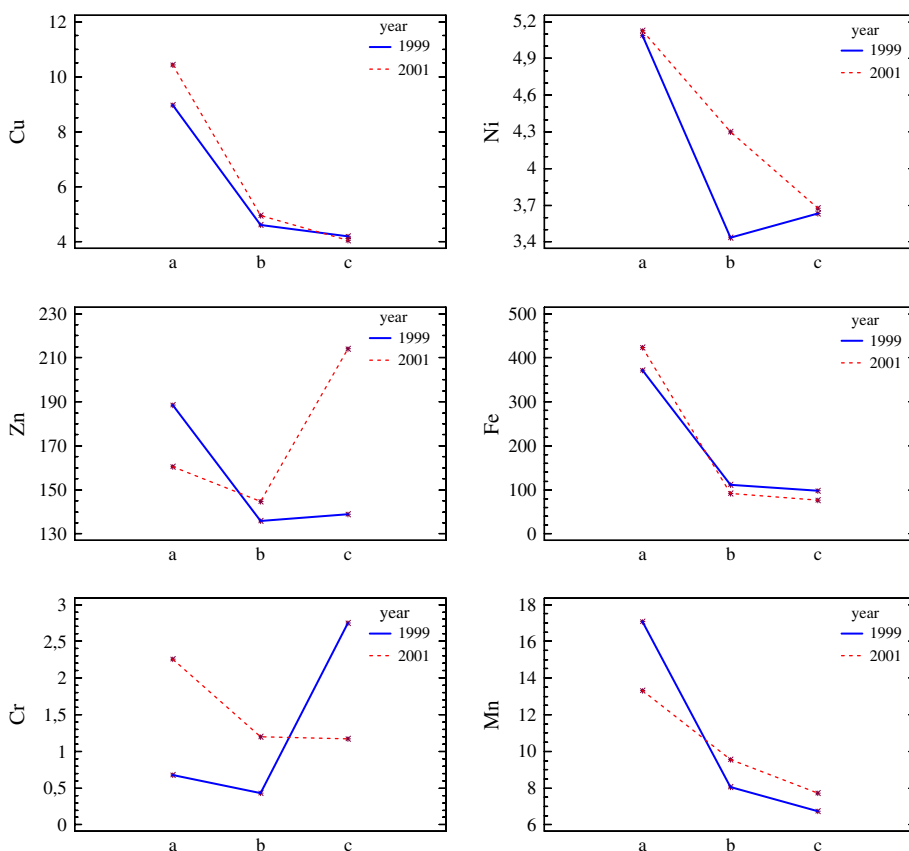 Cu
12
10
8
6
4
a b c
year
1999
2001
Ni
5,2
4,9
4,6
4,3
4
3,7
3,4
a b c
year
1999
2001
Zn
230
210
190
170
150
130
a b c
year
1999
2001
Fe
500
400
300
200
100
0
a b c
year
1999
2001
Cr
3
2,5
2
1,5
1
0,5
0
a b c
year
1999
2001
Mn
18
16
14
12
10
8
6
a b c
year
1999
2001